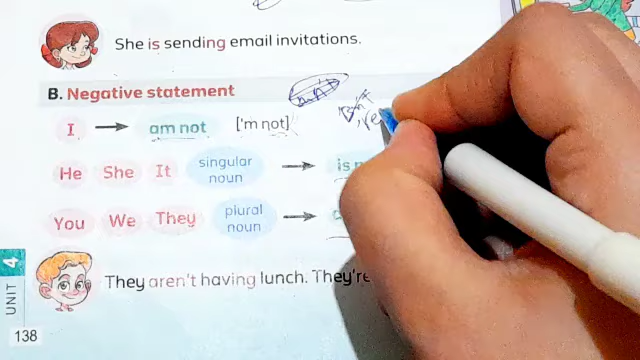 She is sending email invitations.
B. Negative statement
I → am not ['m not]
He She It singular noun → is
You We They plural noun →
They aren't having lunch. They're
UNIT 4
138